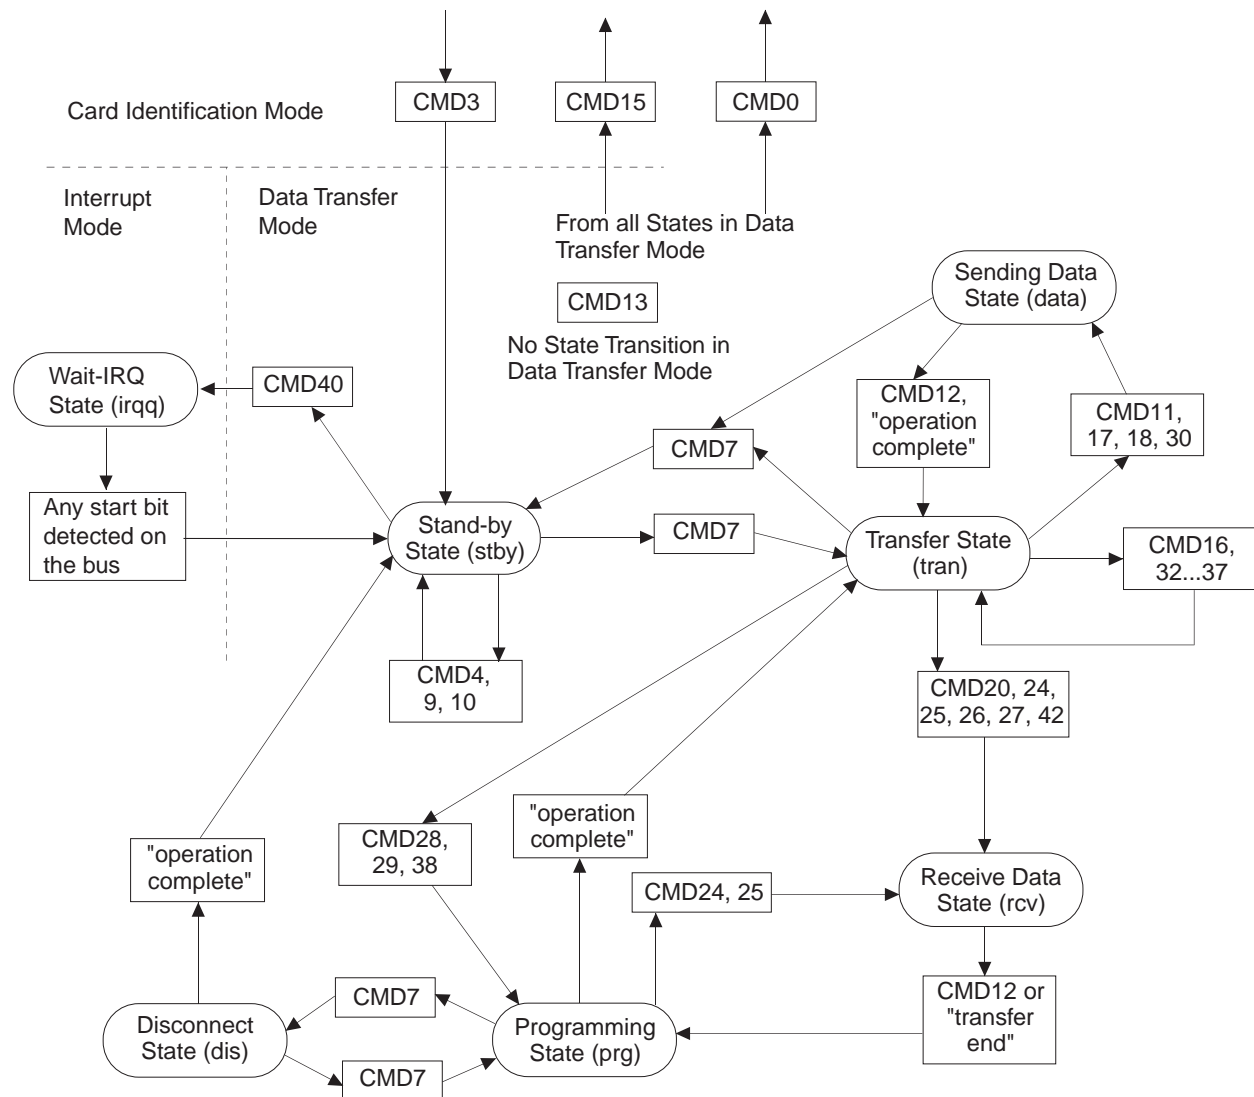 CMD3
CMD15
CMD0
Card Identification Mode
Interrupt
Mode
Data Transfer
Mode
From all States in Data
Transfer Mode
CMD13
No State Transition in
Data Transfer Mode
Sending Data
State (data)
Wait-IRQ
State (irqq)
CMD40
CMD12,
"operation
complete"
CMD11,
17, 18, 30
CMD7
Any start bit
detected on
the bus
Stand-by
State (stby)
CMD7
Transfer State
(tran)
CMD16,
32...37
CMD4,
9, 10
CMD20, 24,
25, 26, 27, 42
"operation
complete"
CMD28,
29, 38
"operation
complete"
CMD24, 25
Receive Data
State (rcv)
CMD7
CMD12 or
"transfer
end"
Disconnect
State (dis)
Programming
State (prg)
CMD7